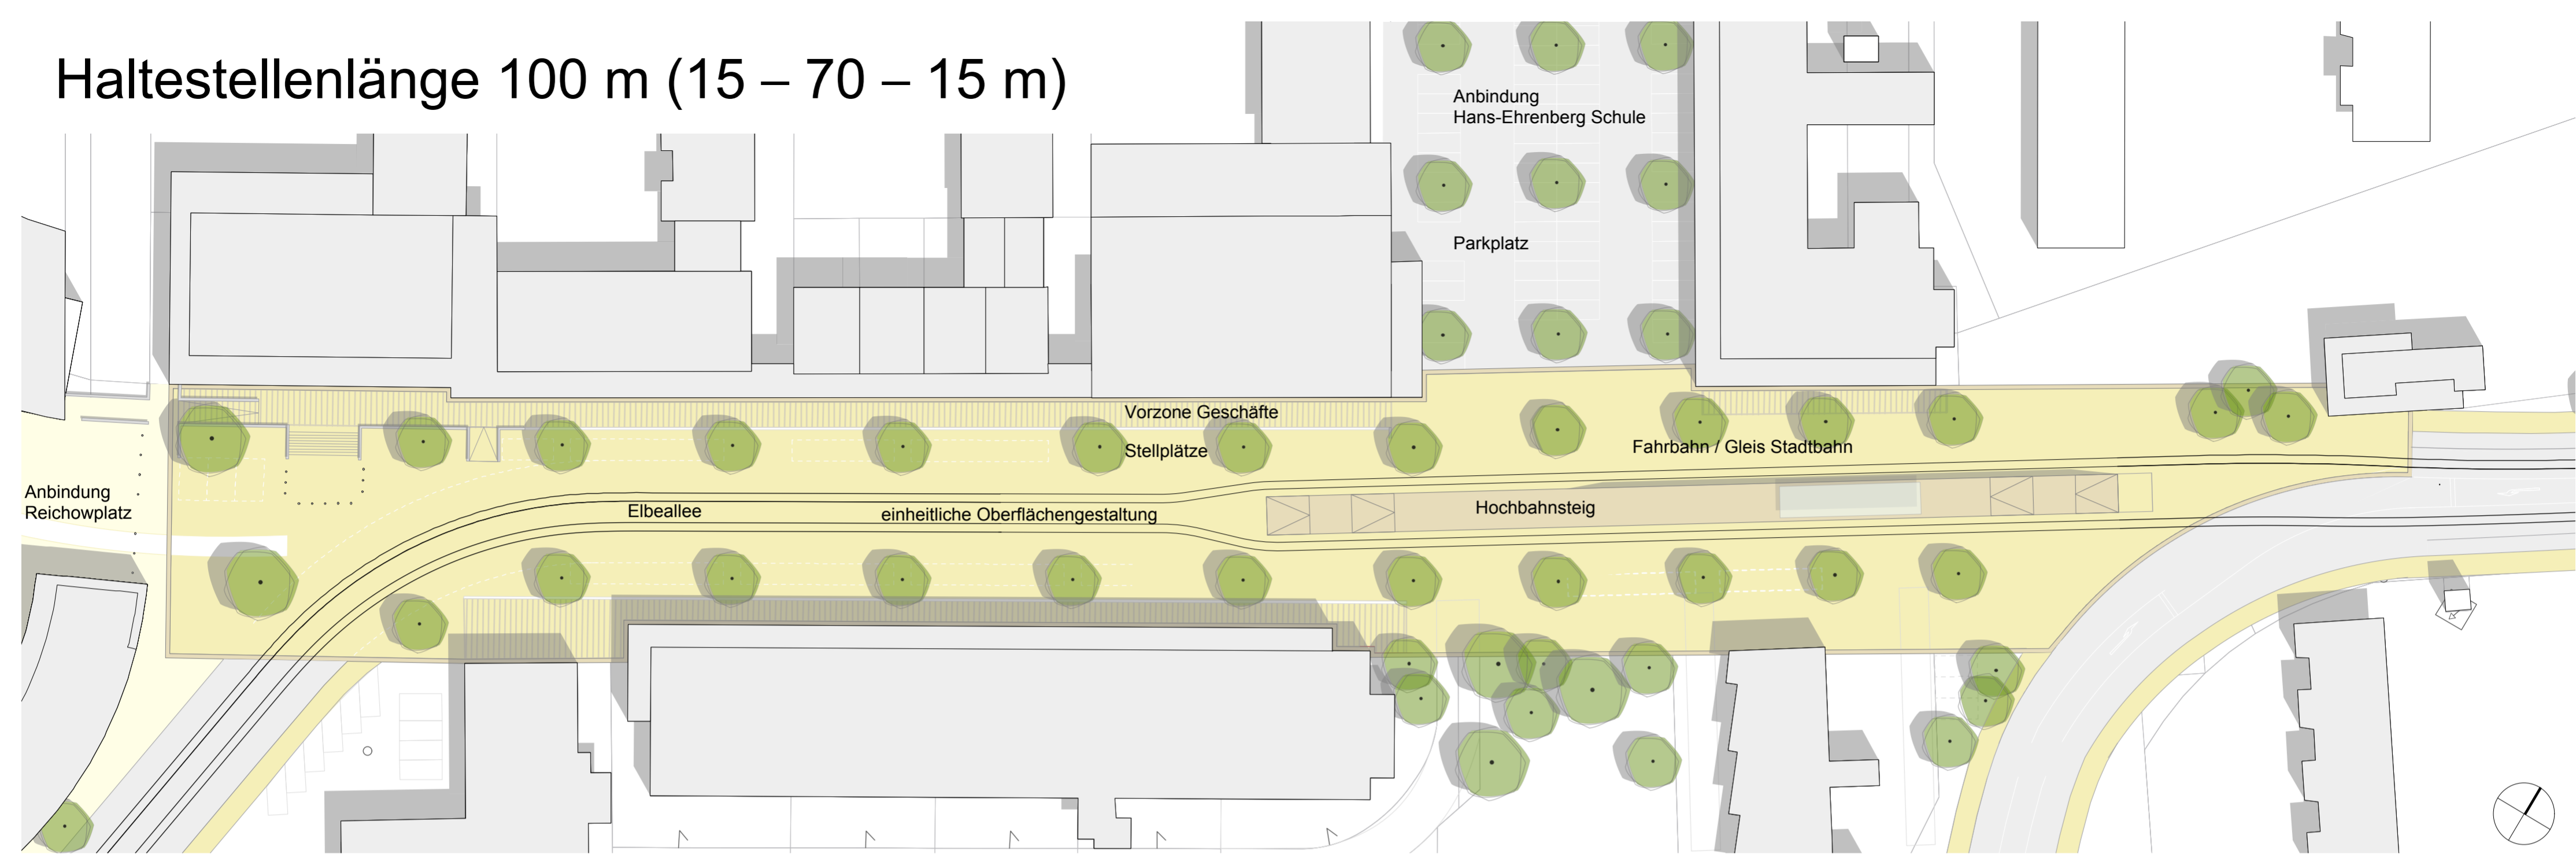 Haltestellenlänge 100 m (15 – 70 – 15 m)
Anbindung
Hans-Ehrenberg Schule
Parkplatz
Vorzone Geschäfte
Stellplätze
Fahrbahn / Gleis Stadtbahn
Anbindung
Reichowplatz
Elbeallee
einheitliche Oberflächengestaltung
Hochbahnsteig